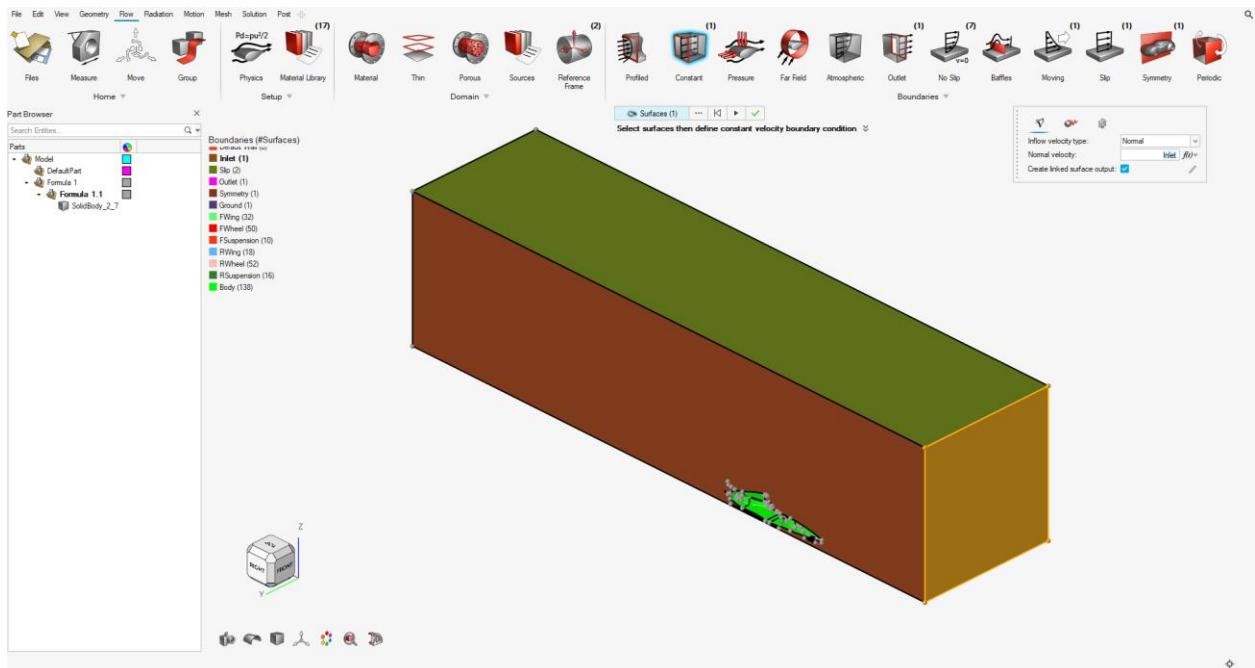 File Edit View Geometry Flow Radiation Motion Mesh Solution Post
(17) (2) (1) (1) (7) (1) (1) (1)
Pd=ρu²/2
v=0
Files Measure Move Group Physics Material Library Material Thin Porous Sources Reference Frame Profiled Constant Pressure Far Field Atmospheric Outlet No Slip Baffles Moving Slip Symmetry Periodic
Home Setup Domain Boundaries
Part Browser
Search Entities...
Parts
Model
DefaultPart
Formula 1
Formula 1.1
SolidBody_2_7
Surfaces (1)
Select surfaces then define constant velocity boundary condition
Boundaries (#Surfaces)
Inlet (1)
Slip (2)
Outlet (1)
Symmetry (1)
Ground (1)
FWing (32)
FWheel (50)
FSuspension (10)
RWing (18)
RWheel (52)
RSuspension (16)
Body (138)
Inflow velocity type: Normal
Normal velocity: Inlet f(x)
Create linked surface output:
Z
TOP
RIGHT FRONT
Y